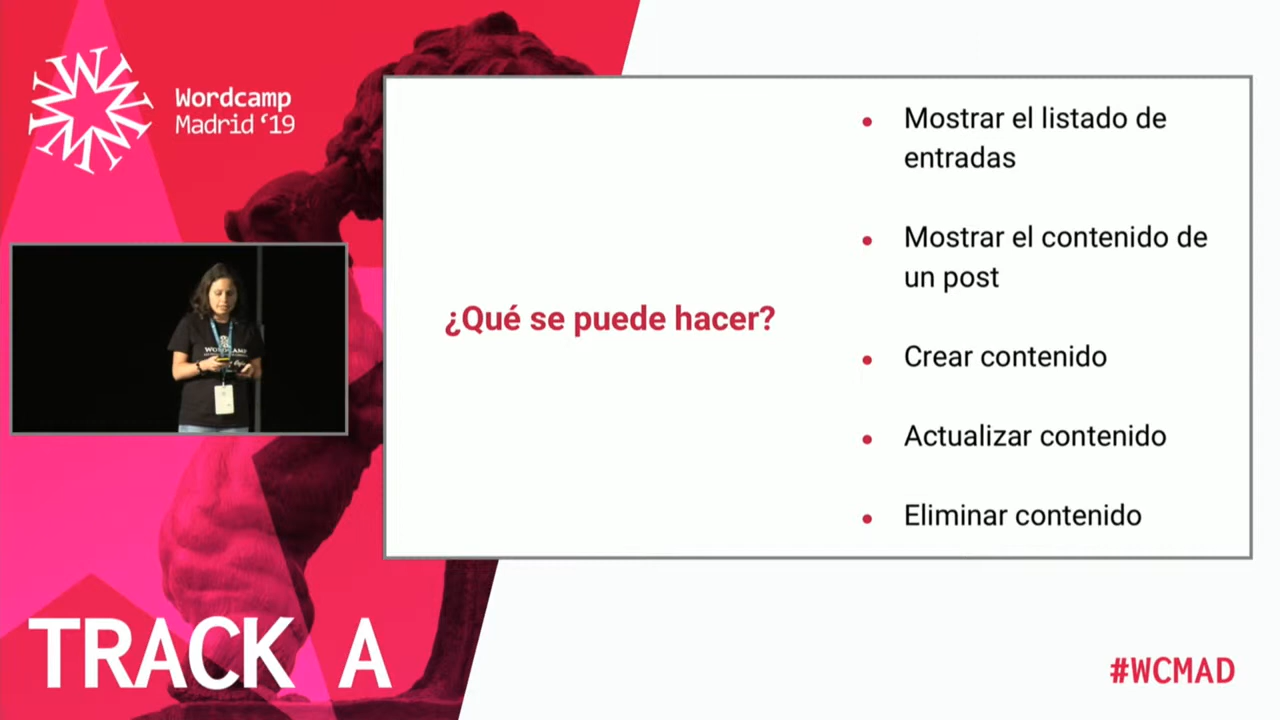 Wordcamp
Madrid ‘19
¿Qué se puede hacer?
● Mostrar el listado de
entradas
● Mostrar el contenido de
un post
● Crear contenido
● Actualizar contenido
● Eliminar contenido
TRACK A
#WCMAD